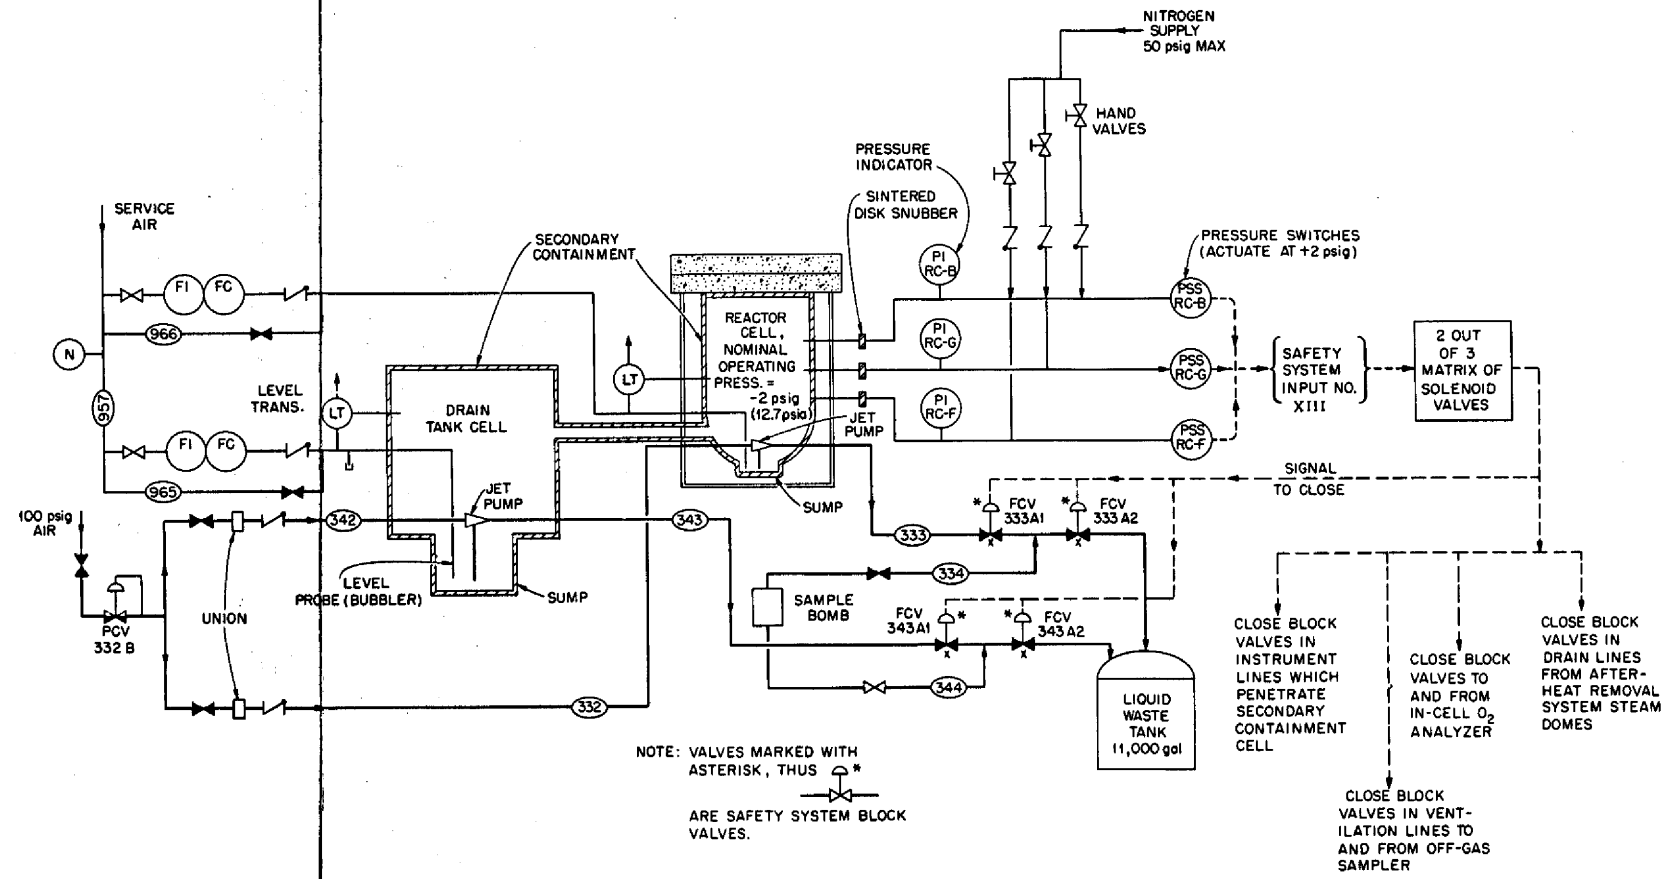 NITROGEN
SUPPLY
50 psig MAX
HAND
VALVES
PRESSURE
INDICATOR
SINTERED
DISK SNUBBER
SERVICE
AIR
SECONDARY
CONTAINMENT
PRESSURE SWITCHES
(ACTUATE AT +2 psig)
PI
RC-B
PSS
RC-B
FI
FC
966
N
REACTOR
CELL,
NOMINAL
OPERATING
PRESS. =
-2 psig
(12.7psia)
PI
RC-G
PSS
RC-G
SAFETY
SYSTEM
INPUT NO.
XIII
2 OUT
OF 3
MATRIX OF
SOLENOID
VALVES
LT
LEVEL
TRANS.
LT
957
DRAIN
TANK CELL
JET
PUMP
PI
RC-F
PSS
RC-F
FI
FC
965
JET
PUMP
SUMP
SIGNAL
TO CLOSE
100 psig
AIR
342
343
333
* FCV
333A1
* FCV
333A2
334
LEVEL
PROBE (BUBBLER)
SUMP
UNION
PCV
332 B
SAMPLE
BOMB
FCV
343A1
*
* FCV
343A2
344
332
LIQUID
WASTE
TANK
11,000 gal
CLOSE BLOCK
VALVES IN
INSTRUMENT
LINES WHICH
PENETRATE
SECONDARY
CONTAINMENT
CELL
CLOSE BLOCK
VALVES TO
AND FROM
IN-CELL O2
ANALYZER
CLOSE BLOCK
VALVES IN
DRAIN LINES
FROM AFTER-
HEAT REMOVAL
SYSTEM STEAM
DOMES
CLOSE BLOCK
VALVES IN VENT-
ILATION LINES TO
AND FROM OFF-GAS
SAMPLER
NOTE: VALVES MARKED WITH
ASTERISK, THUS *
ARE SAFETY SYSTEM BLOCK
VALVES.